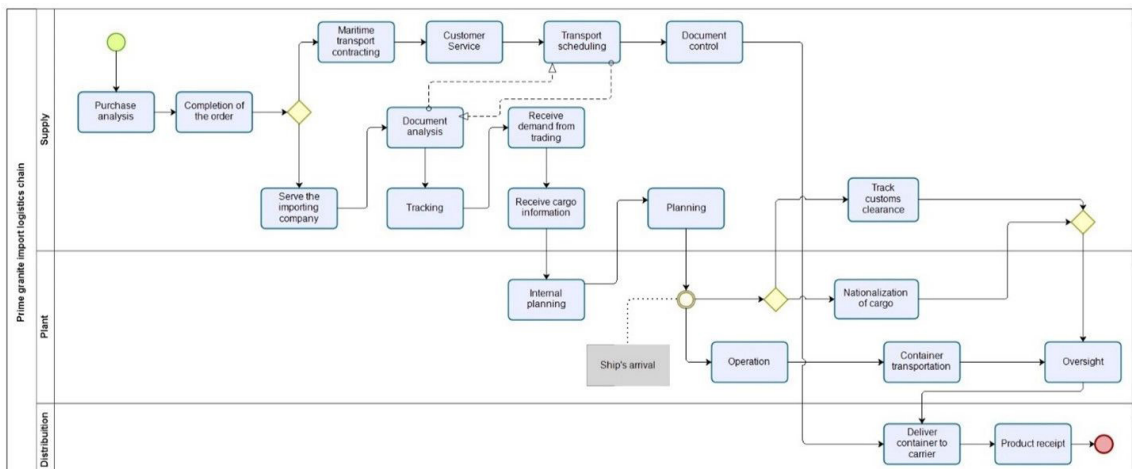 Prime granite import logistics chain
Supply
Maritime
transport
contracting
Customer
Service
Transport
scheduling
Document
control
Purchase
analysis
Completion of
the order
Document
analysis
Receive
demand from
trading
Serve the
importing
company
Tracking
Receive cargo
information
Planning
Track
customs
clearance
Plant
Internal
planning
Nationalization
of cargo
Ship's arrival
Operation
Container
transportation
Oversight
Distribuition
Deliver
container to
carrier
Product receipt